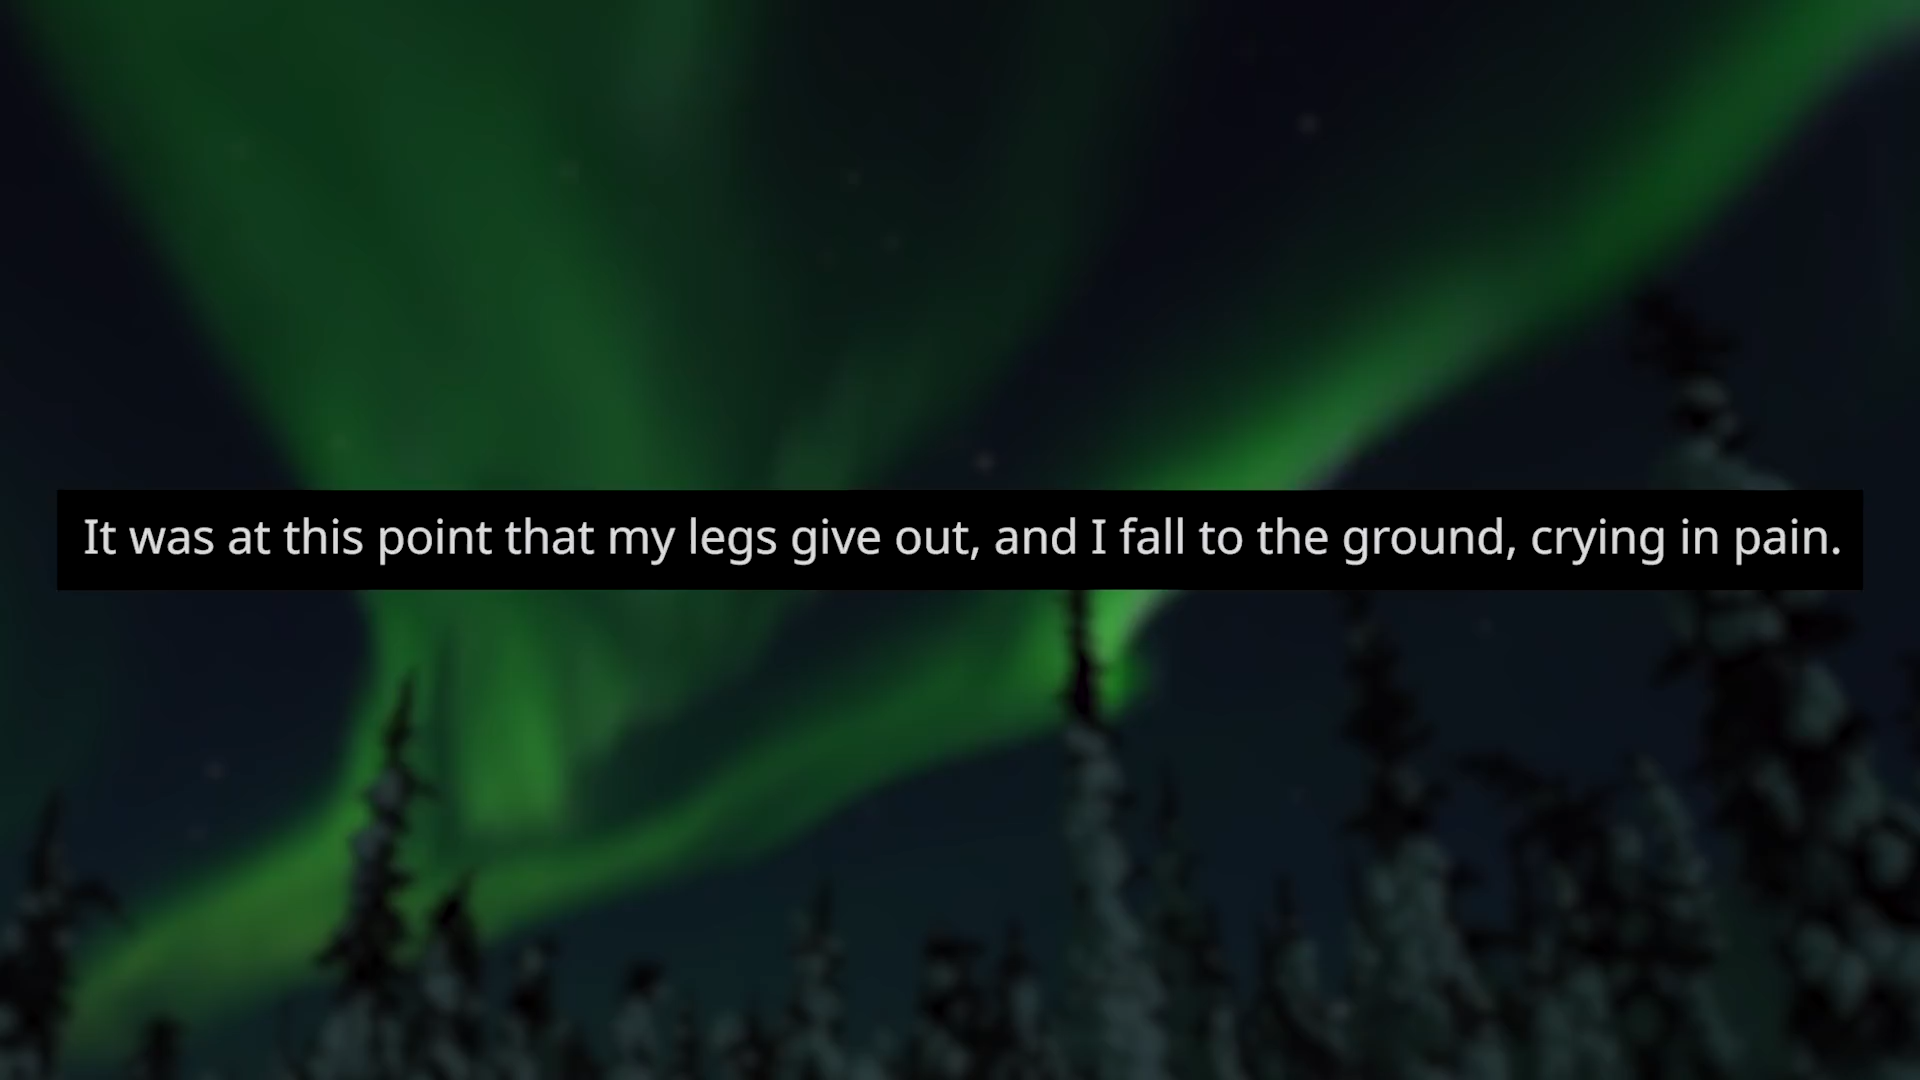 It was at this point that my legs give out, and I fall to the ground, crying in pain.